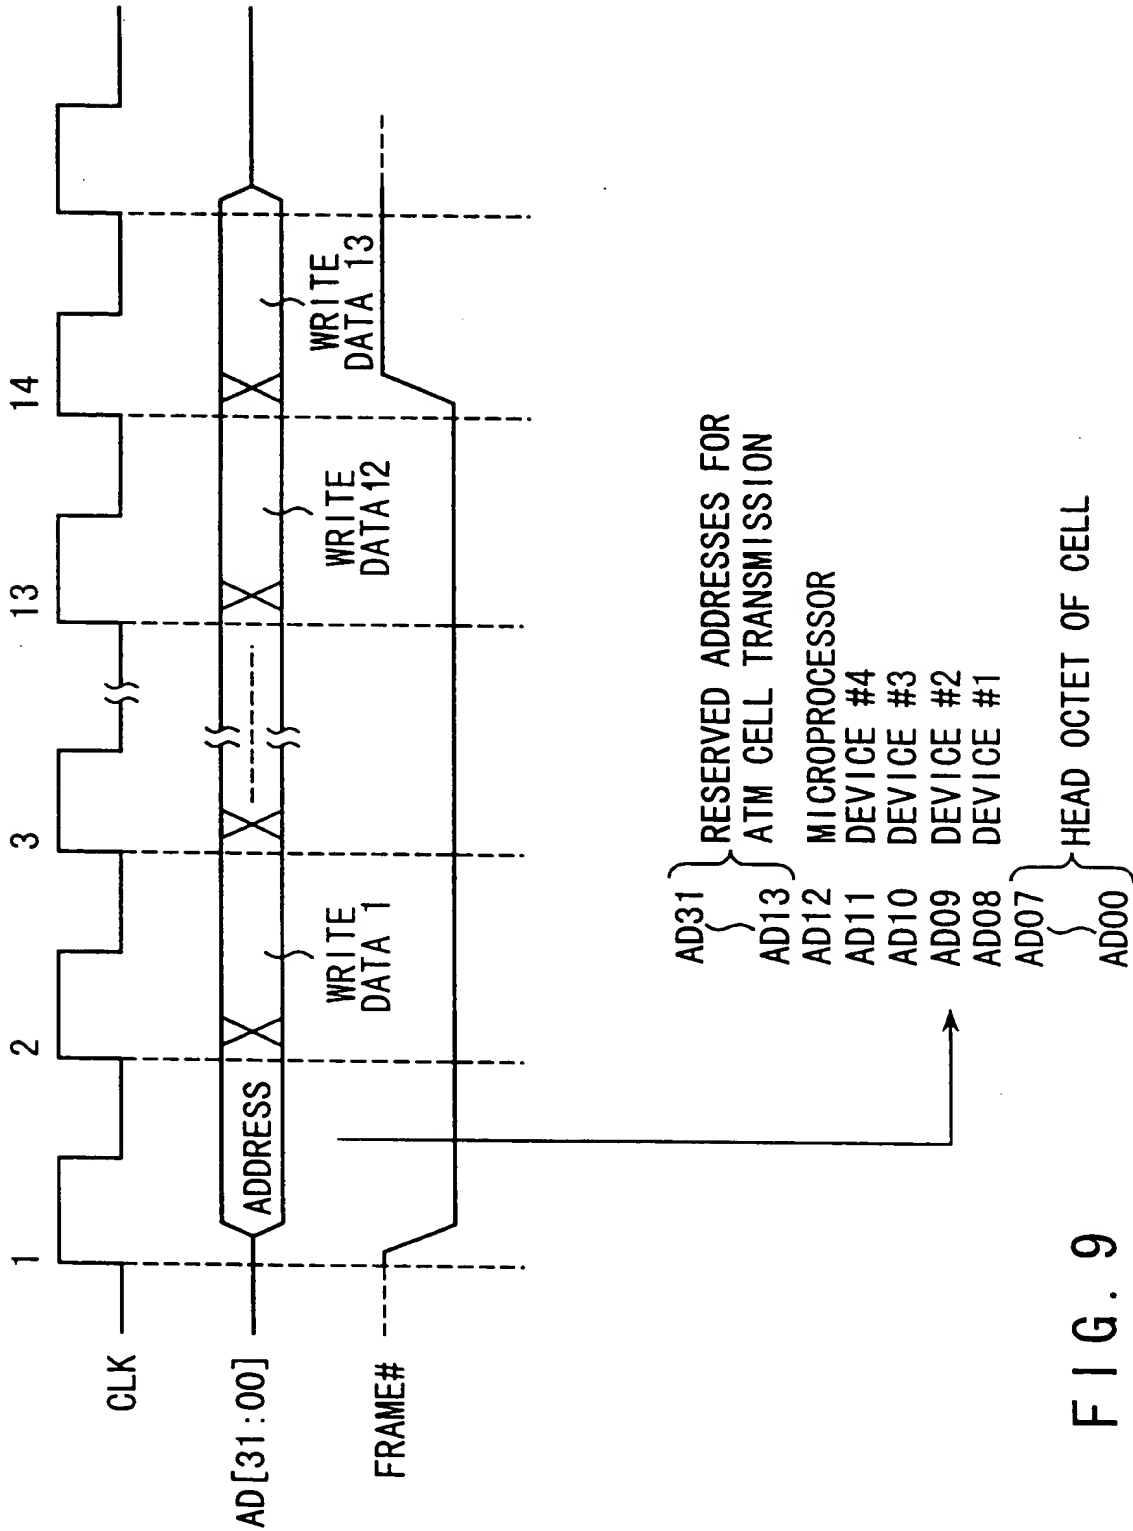 1
2
3
13
14
CLK
AD[31:00]
ADDRESS
WRITE
DATA 1
WRITE
DATA12
WRITE
DATA 13
FRAME#
AD31
AD13
RESERVED ADDRESSES FOR
ATM CELL TRANSMISSION
AD12 MICROPROCESSOR
AD11 DEVICE #4
AD10 DEVICE #3
AD09 DEVICE #2
AD08 DEVICE #1
AD07
AD00
HEAD OCTET OF CELL
FIG. 9